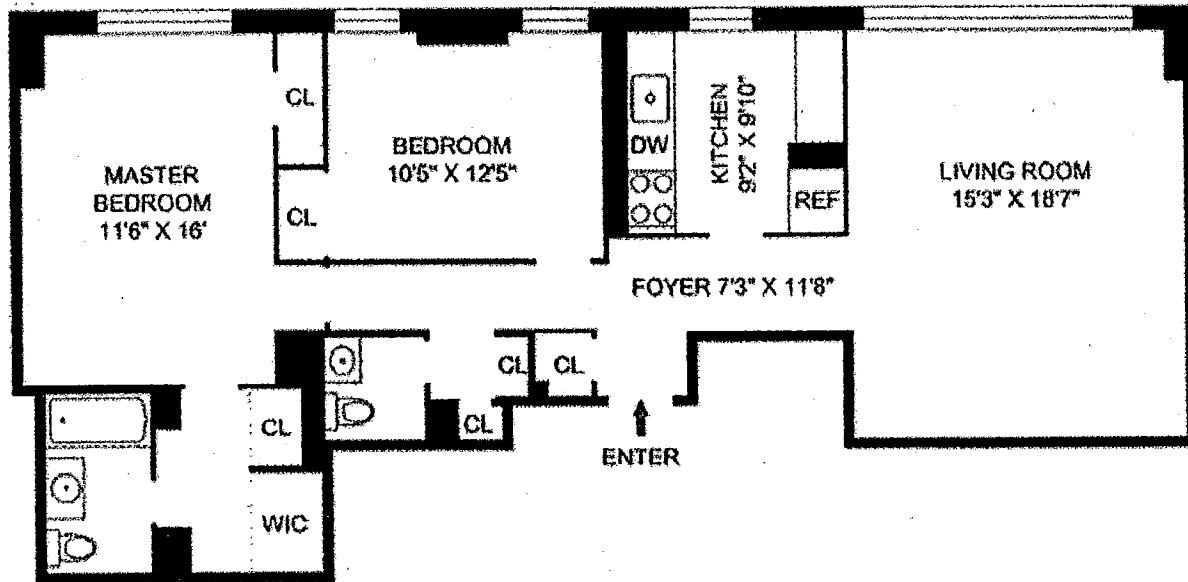 CL
BEDROOM
10'5" X 12'5"
MASTER
BEDROOM
11'6" X 16'
CL
DW
KITCHEN
9'2" X 9'10"
REF
LIVING ROOM
15'3" X 18'7"
FOYER 7'3" X 11'8"
CL
CL
CL
CL
ENTER
WIC